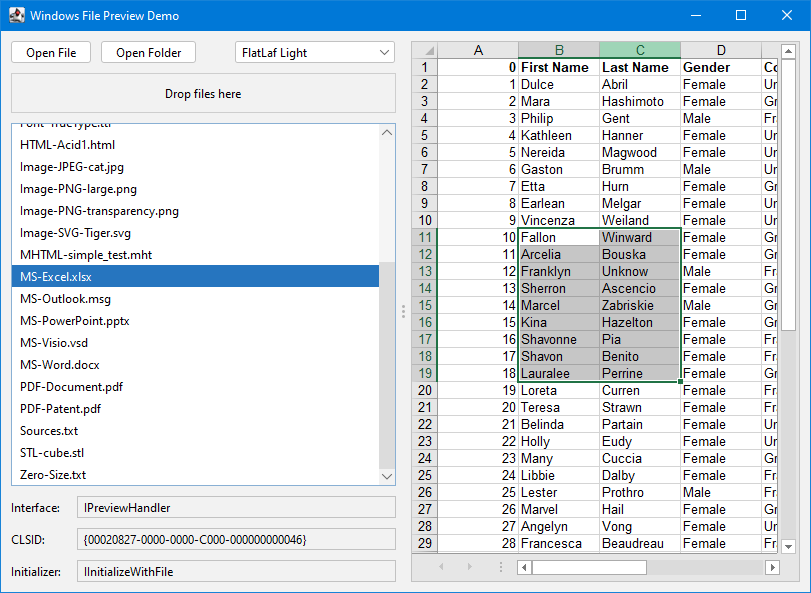 Windows File Preview Demo
Open File Open Folder FlatLaf Light
Drop files here
Font-TrueType.ttf
HTML-Acid1.html
Image-JPEG-cat.jpg
Image-PNG-large.png
Image-PNG-transparency.png
Image-SVG-Tiger.svg
MHTML-simple_test.mht
MS-Excel.xlsx
MS-Outlook.msg
MS-PowerPoint.pptx
MS-Visio.vsd
MS-Word.docx
PDF-Document.pdf
PDF-Patent.pdf
Sources.txt
STL-cube.stl
Zero-Size.txt
Interface: IPreviewHandler
CLSID: {00020827-0000-0000-C000-000000000046}
Initializer: IInitializeWithFile
A B C D
1 0 First Name Last Name Gender Co
2 1 Dulce Abril Female Un
3 2 Mara Hashimoto Female Gr
4 3 Philip Gent Male Fr
5 4 Kathleen Hanner Female Un
6 5 Nereida Magwood Female Un
7 6 Gaston Brumm Male Un
8 7 Etta Hurn Female Gr
9 8 Earlean Melgar Female Un
10 9 Vincenza Weiland Female Un
11 10 Fallon Winward Female Gr
12 11 Arcelia Bouska Female Gr
13 12 Franklyn Unknow Male Fr
14 13 Sherron Ascencio Female Gr
15 14 Marcel Zabriskie Male Gr
16 15 Kina Hazelton Female Gr
17 16 Shavonne Pia Female Fr
18 17 Shavon Benito Female Fr
19 18 Lauralee Perrine Female Gr
20 19 Loreta Curren Female Fr
21 20 Teresa Strawn Female Fr
22 21 Belinda Partain Female Un
23 22 Holly Eudy Female Un
24 23 Many Cuccia Female Gr
25 24 Libbie Dalby Female Fr
26 25 Lester Prothro Male Fr
27 26 Marvel Hail Female Gr
28 27 Angelyn Vong Female Un
29 28 Francesca Beaudreau Female Fr